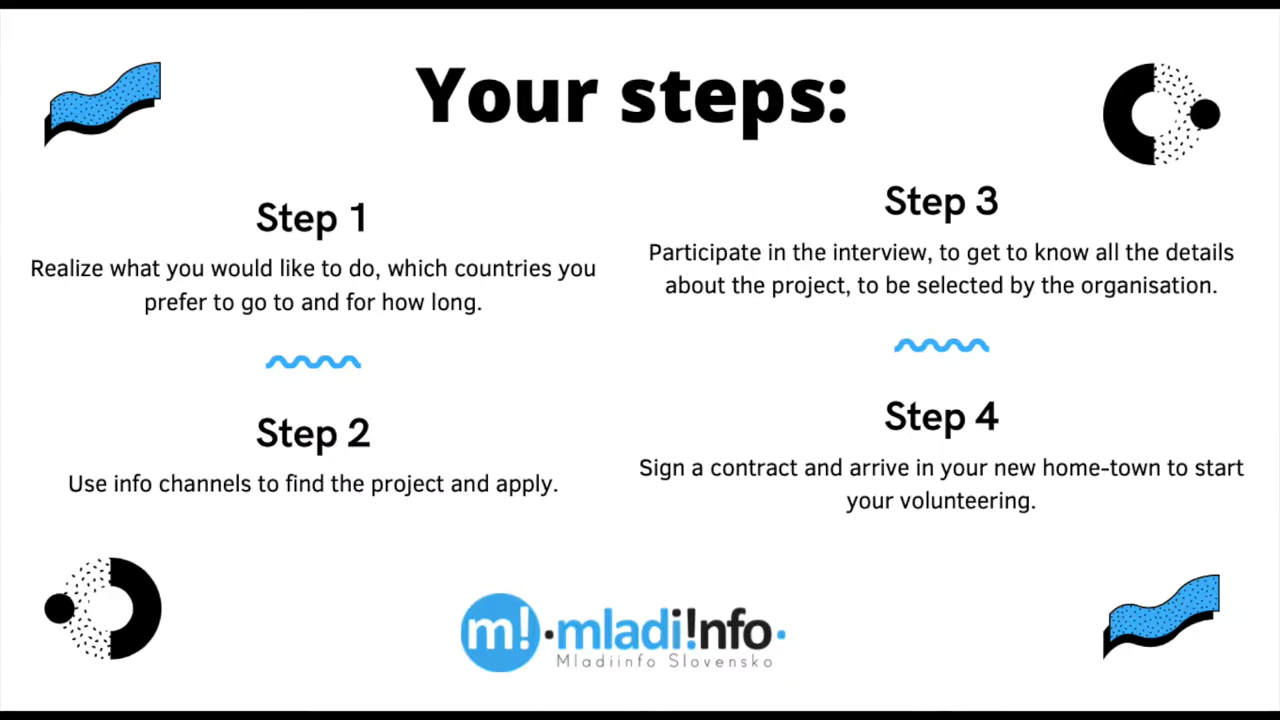 Your steps:
Step 1
Realize what you would like to do, which countries you
prefer to go to and for how long.
Step 2
Use info channels to find the project and apply.
Step 3
Participate in the interview, to get to know all the details
about the project, to be selected by the organisation.
Step 4
Sign a contract and arrive in your new home-town to start
your volunteering.
m! mladi!nfo
Mladiinfo Slovensko